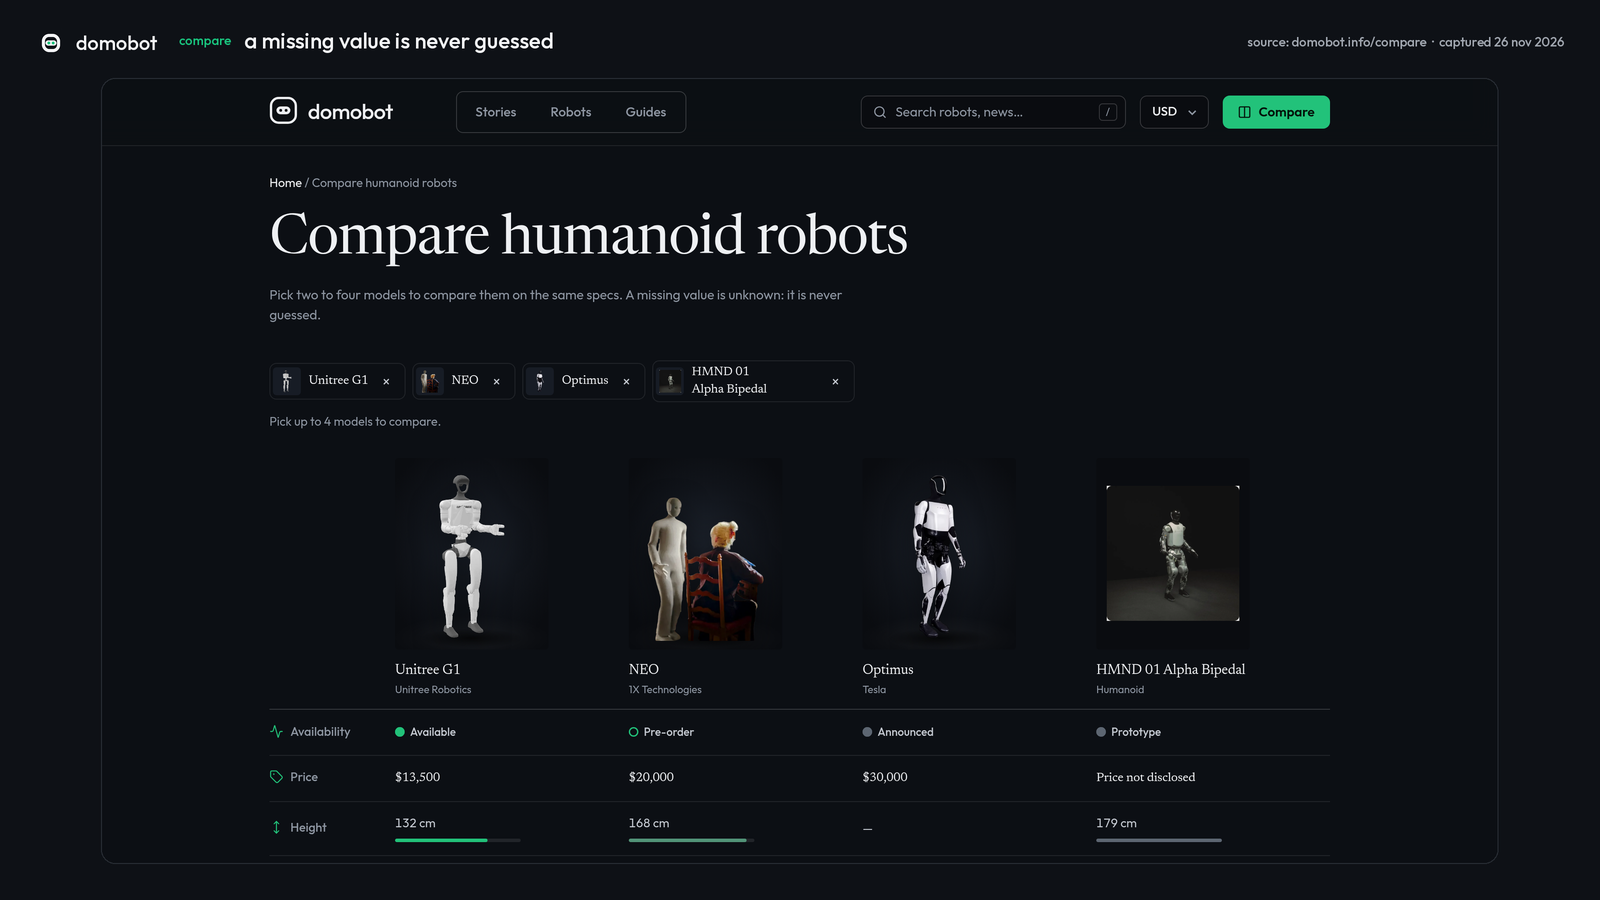 domobot compare a missing value is never guessed
source: domobot.info/compare · captured 26 nov 2026
domobot
Stories Robots Guides
Search robots, news... /
USD
Compare
Home / Compare humanoid robots
Compare humanoid robots
Pick two to four models to compare them on the same specs. A missing value is unknown: it is never
guessed.
Unitree G1 ×
NEO ×
Optimus ×
HMND 01
Alpha Bipedal ×
Pick up to 4 models to compare.
Unitree G1 NEO Optimus HMND 01 Alpha Bipedal
Unitree Robotics 1X Technologies Tesla Humanoid
Availability Available Pre-order Announced Prototype
Price $13,500 $20,000 $30,000 Price not disclosed
Height 132 cm 168 cm — 179 cm